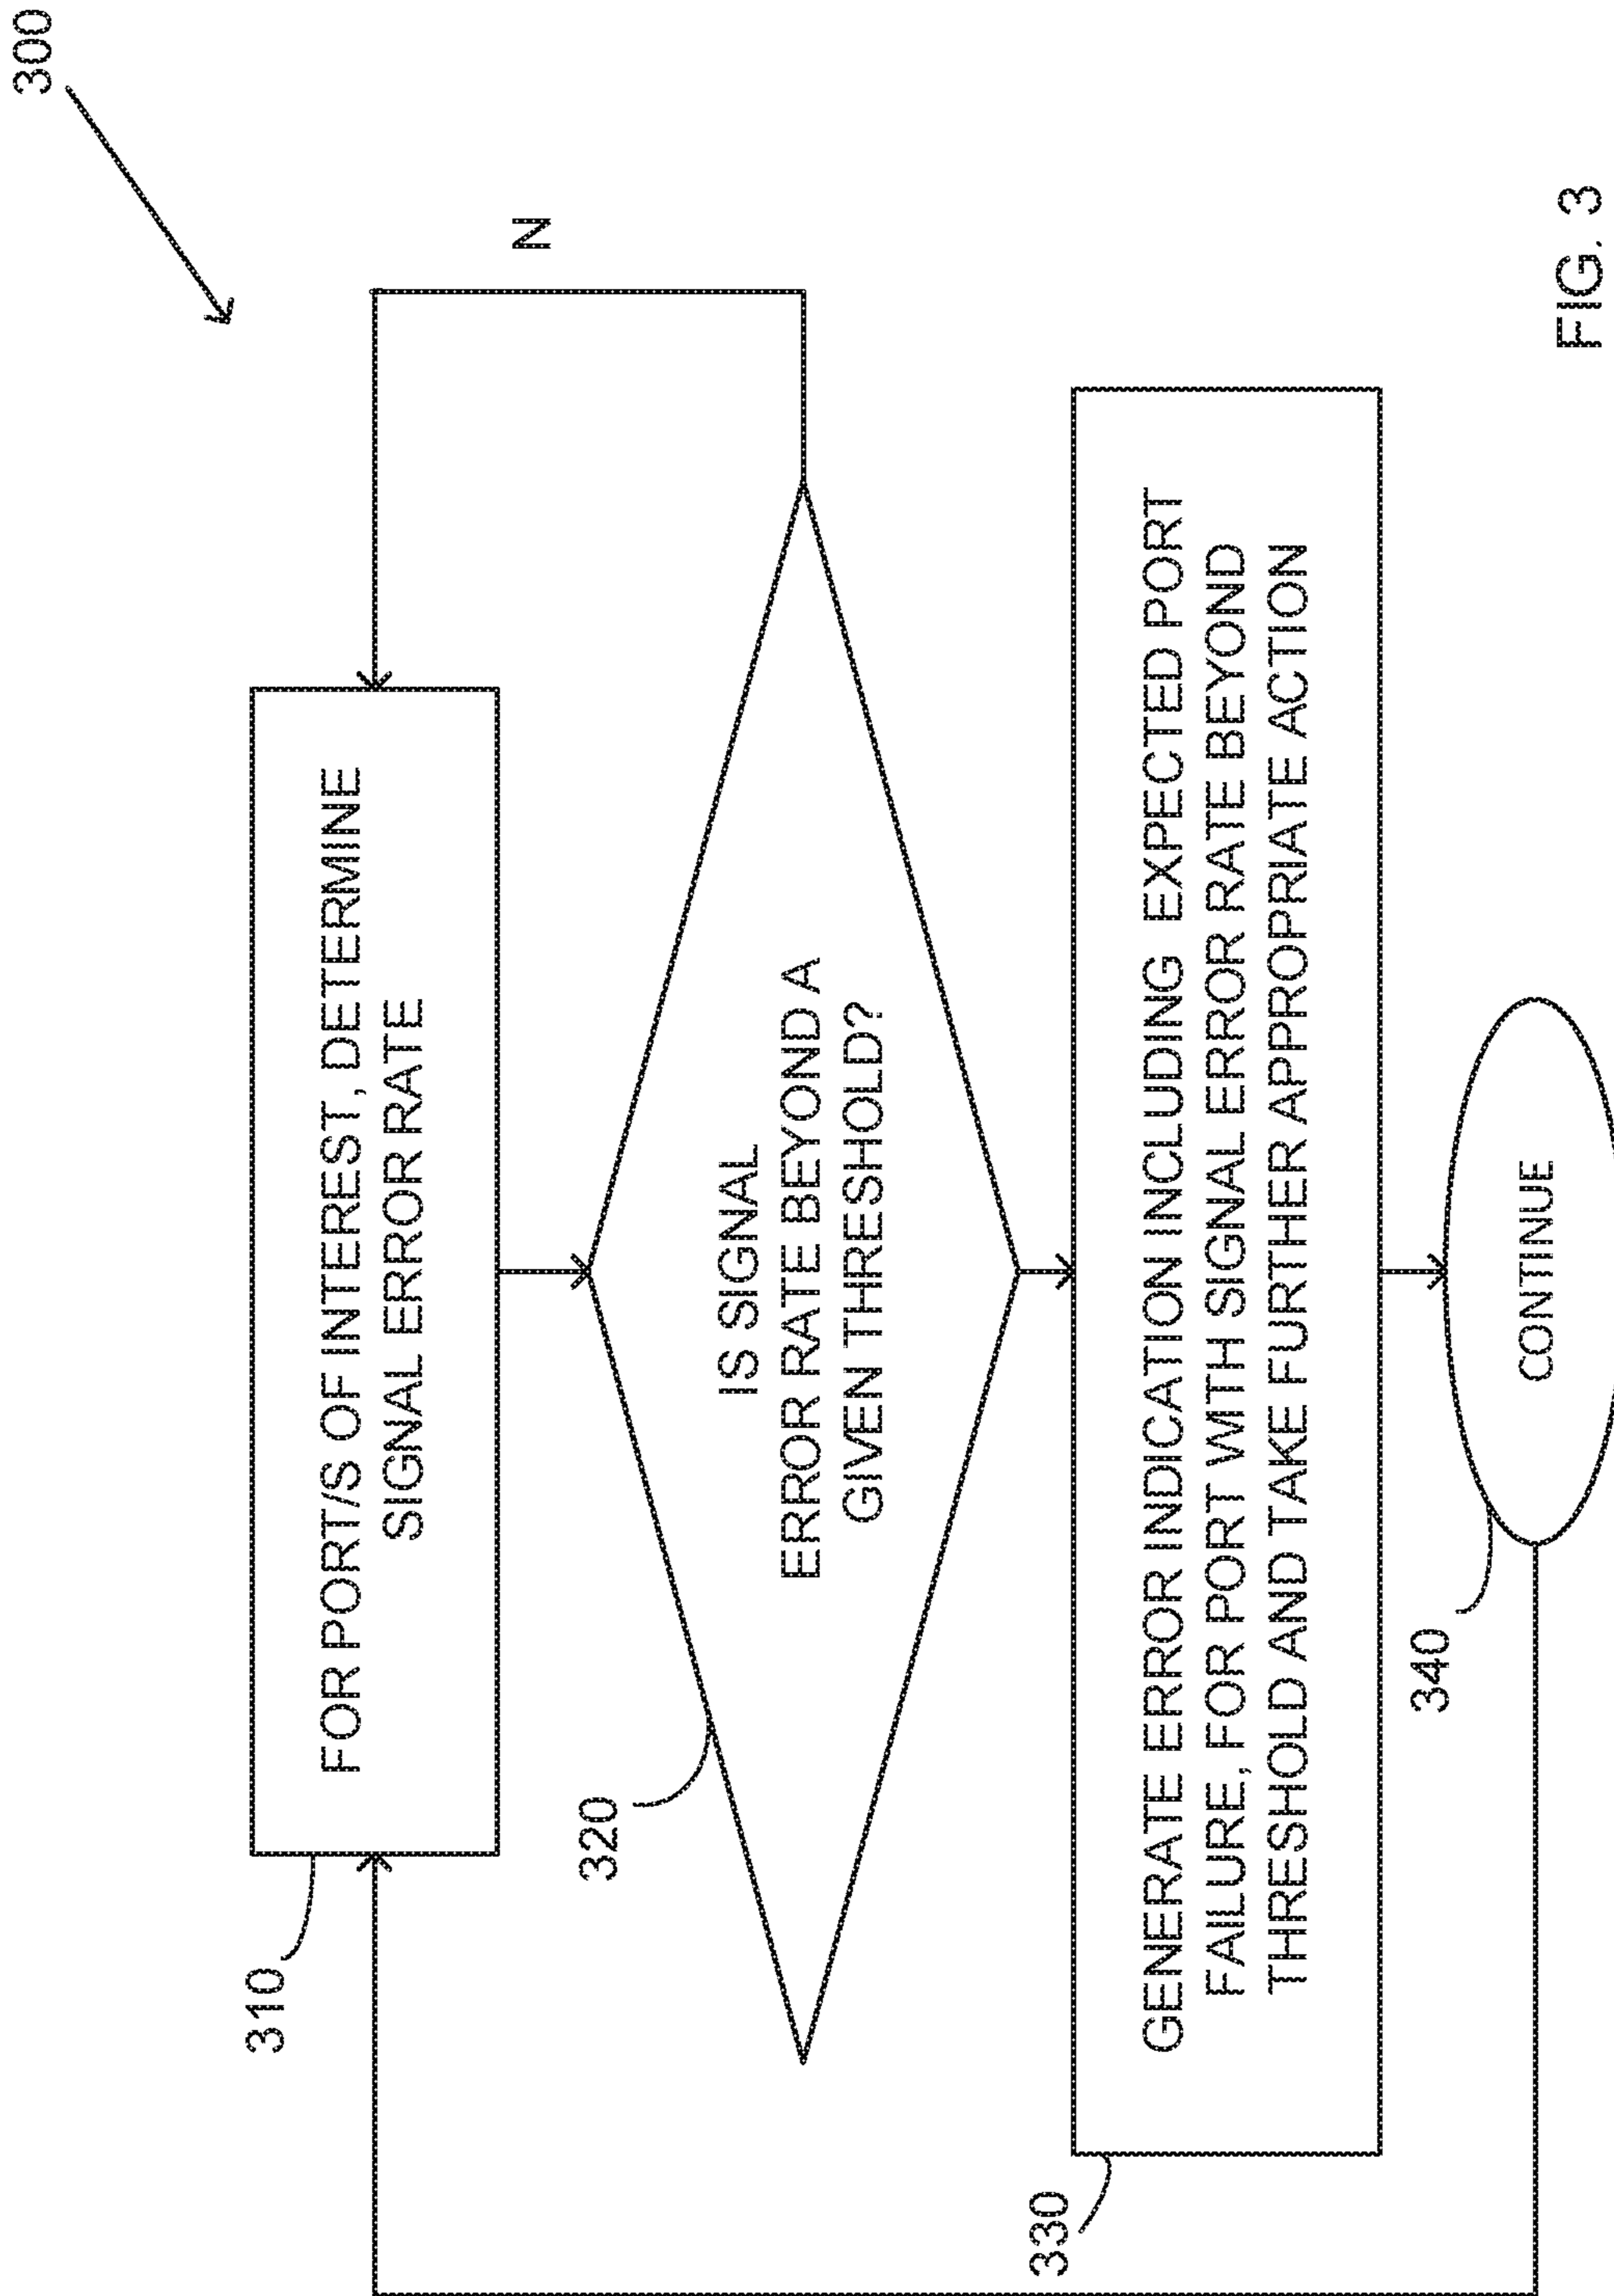 300
310
FOR PORT/S OF INTEREST, DETERMINE
SIGNAL ERROR RATE
N
320
IS SIGNAL
ERROR RATE BEYOND A
GIVEN THRESHOLD?
330
GENERATE ERROR INDICATION INCLUDING EXPECTED PORT
FAILURE, FOR PORT WITH SIGNAL ERROR RATE BEYOND
THRESHOLD AND TAKE FURTHER APPROPRIATE ACTION
340
CONTINUE
FIG. 3